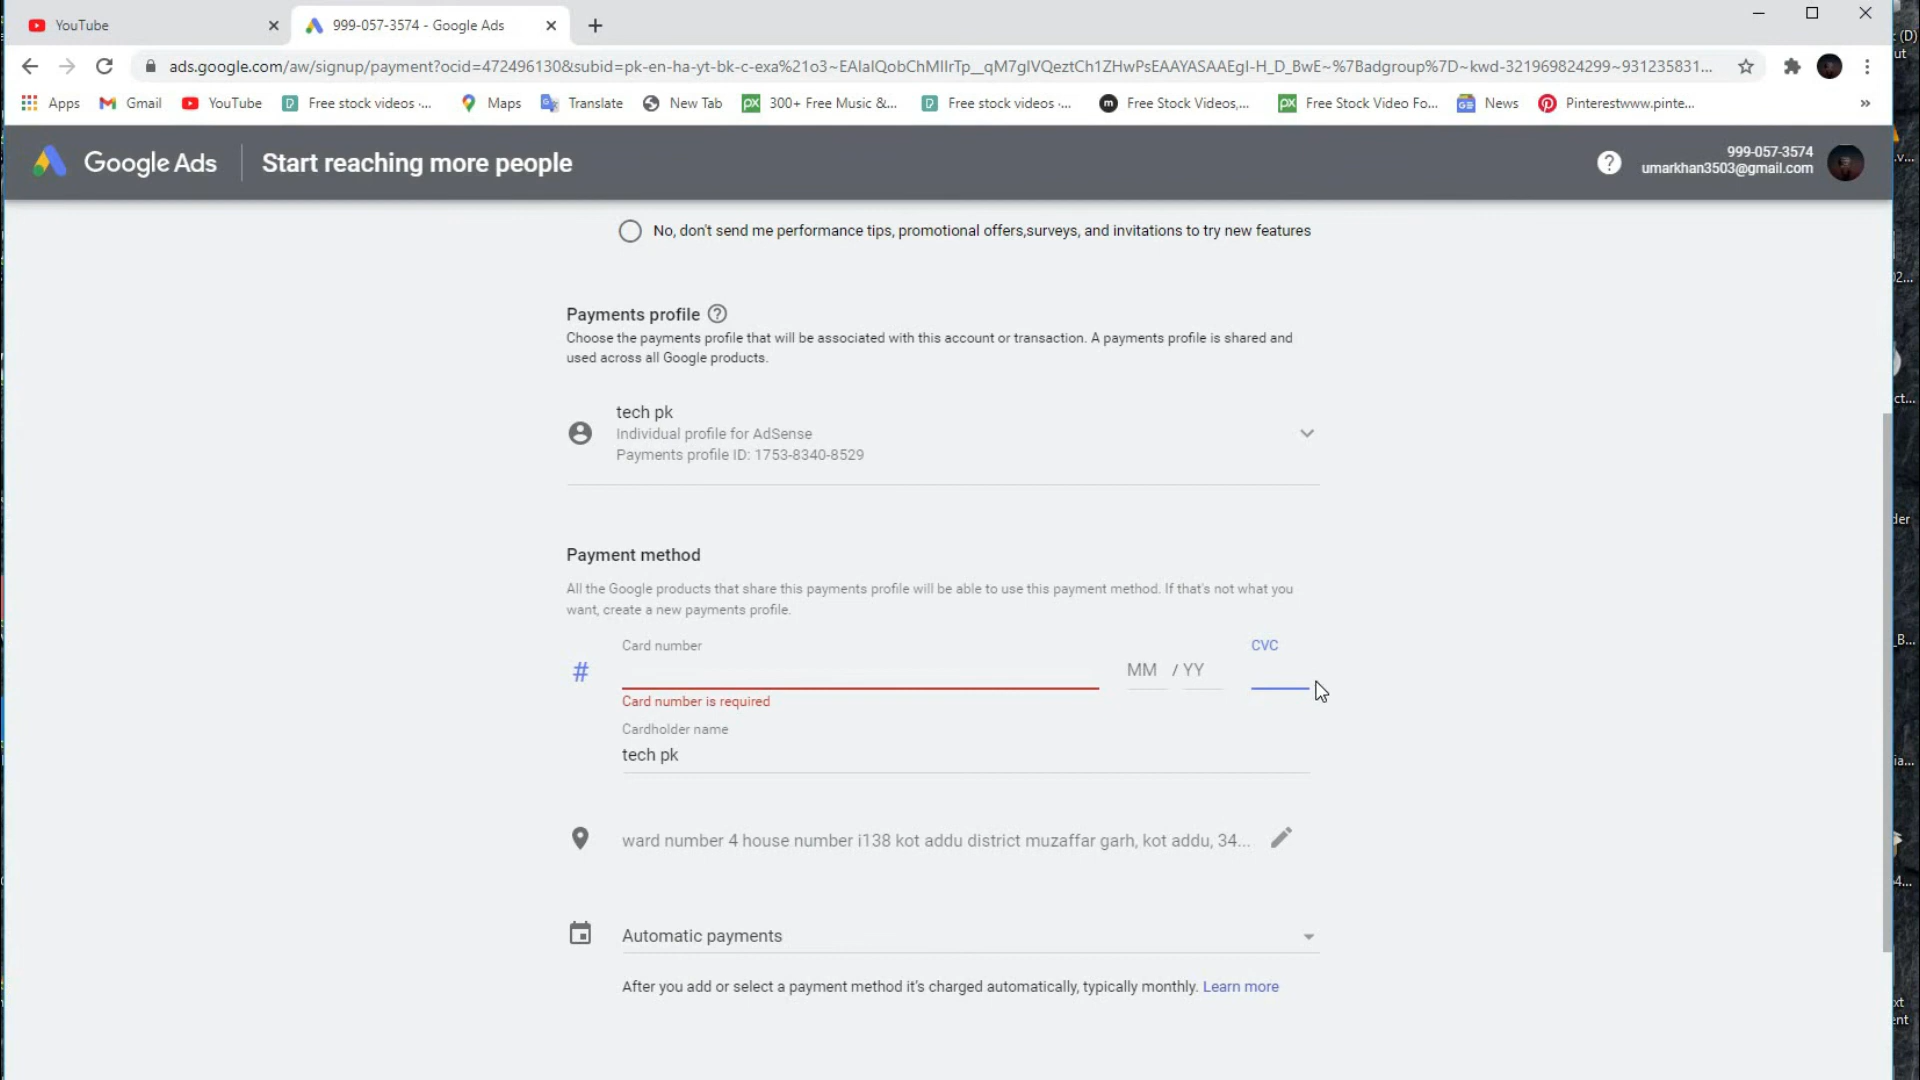 YouTube
999-057-3574 - Google Ads
ads.google.com/aw/signup/payment?ocid=472496130&subid=pk-en-ha-yt-bk-c-exa%21o3~
Apps
Gmail
YouTube
Free stock videos -...
Maps
Translate
New Tab
300+ Free Music &...
Free stock videos -...
Free Stock Videos,...
Free Stock Video Fo...
News
Pinterestwww.pinte...
»
Google Ads
Start reaching more people
999-057-3574
umarkhan3503@gmail.com
No, don't send me performance tips, promotional offers,surveys, and invitations to try new features
Payments profile
Choose the payments profile that will be associated with this account or transaction. A payments profile is shared and
used across all Google products.
tech pk
Individual profile for AdSense
Payments profile ID: 1753-8340-8529
Payment method
All the Google products that share this payments profile will be able to use this payment method. If that's not what you
want, create a new payments profile.
Card number
CVC
#
MM / YY
Card number is required
Cardholder name
tech pk
ward number 4 house number i138 kot addu district muzaffar garh, kot addu, 34...
Automatic payments
After you add or select a payment method it's charged automatically, typically monthly. Learn more